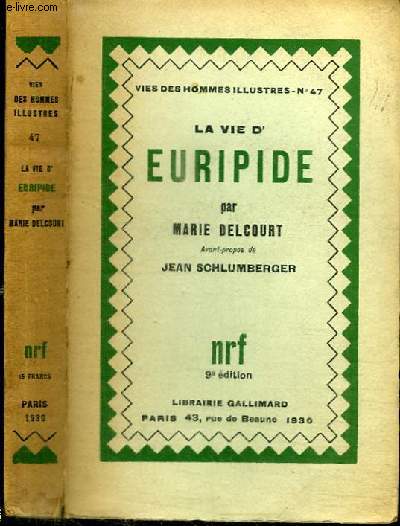 e-livre.com
VIES
DES HOMMES
ILLUSTRES
47
LA VIE D'
EURIPIDE
par
MARIE DELCOURT
nrf
15 FRANCS
PARIS
1930
VIES DES HOMMES ILLUSTRES - N° 47
LA VIE D'
EURIPIDE
par
MARIE DELCOURT
Avant-propos de
JEAN SCHLUMBERGER
nrf
9e édition
LIBRAIRIE GALLIMARD
PARIS 43, rue de Beaune 1930